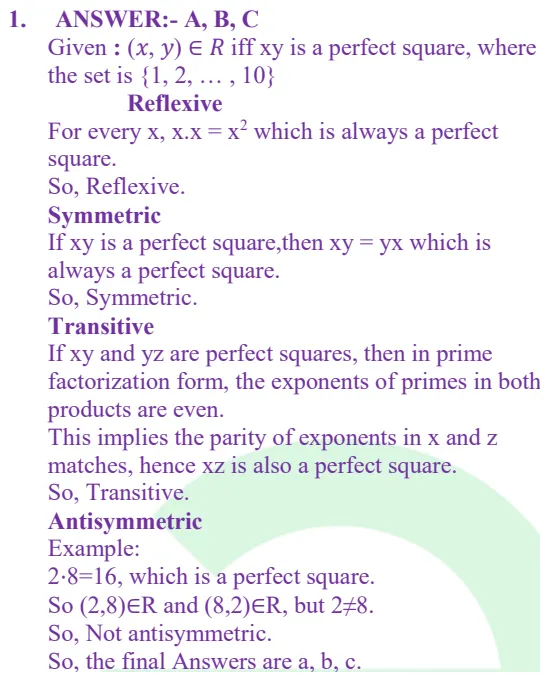 1. ANSWER:- A, B, C
Given : (𝑥, 𝑦) ∈ 𝑅 iff xy is a perfect square, where
the set is {1, 2, … , 10}
Reflexive
For every x, x.x = x² which is always a perfect
square.
So, Reflexive.
Symmetric
If xy is a perfect square,then xy = yx which is
always a perfect square.
So, Symmetric.
Transitive
If xy and yz are perfect squares, then in prime
factorization form, the exponents of primes in both
products are even.
This implies the parity of exponents in x and z
matches, hence xz is also a perfect square.
So, Transitive.
Antisymmetric
Example:
2⋅8=16, which is a perfect square.
So (2,8)∈R and (8,2)∈R, but 2≠8.
So, Not antisymmetric.
So, the final Answers are a, b, c.